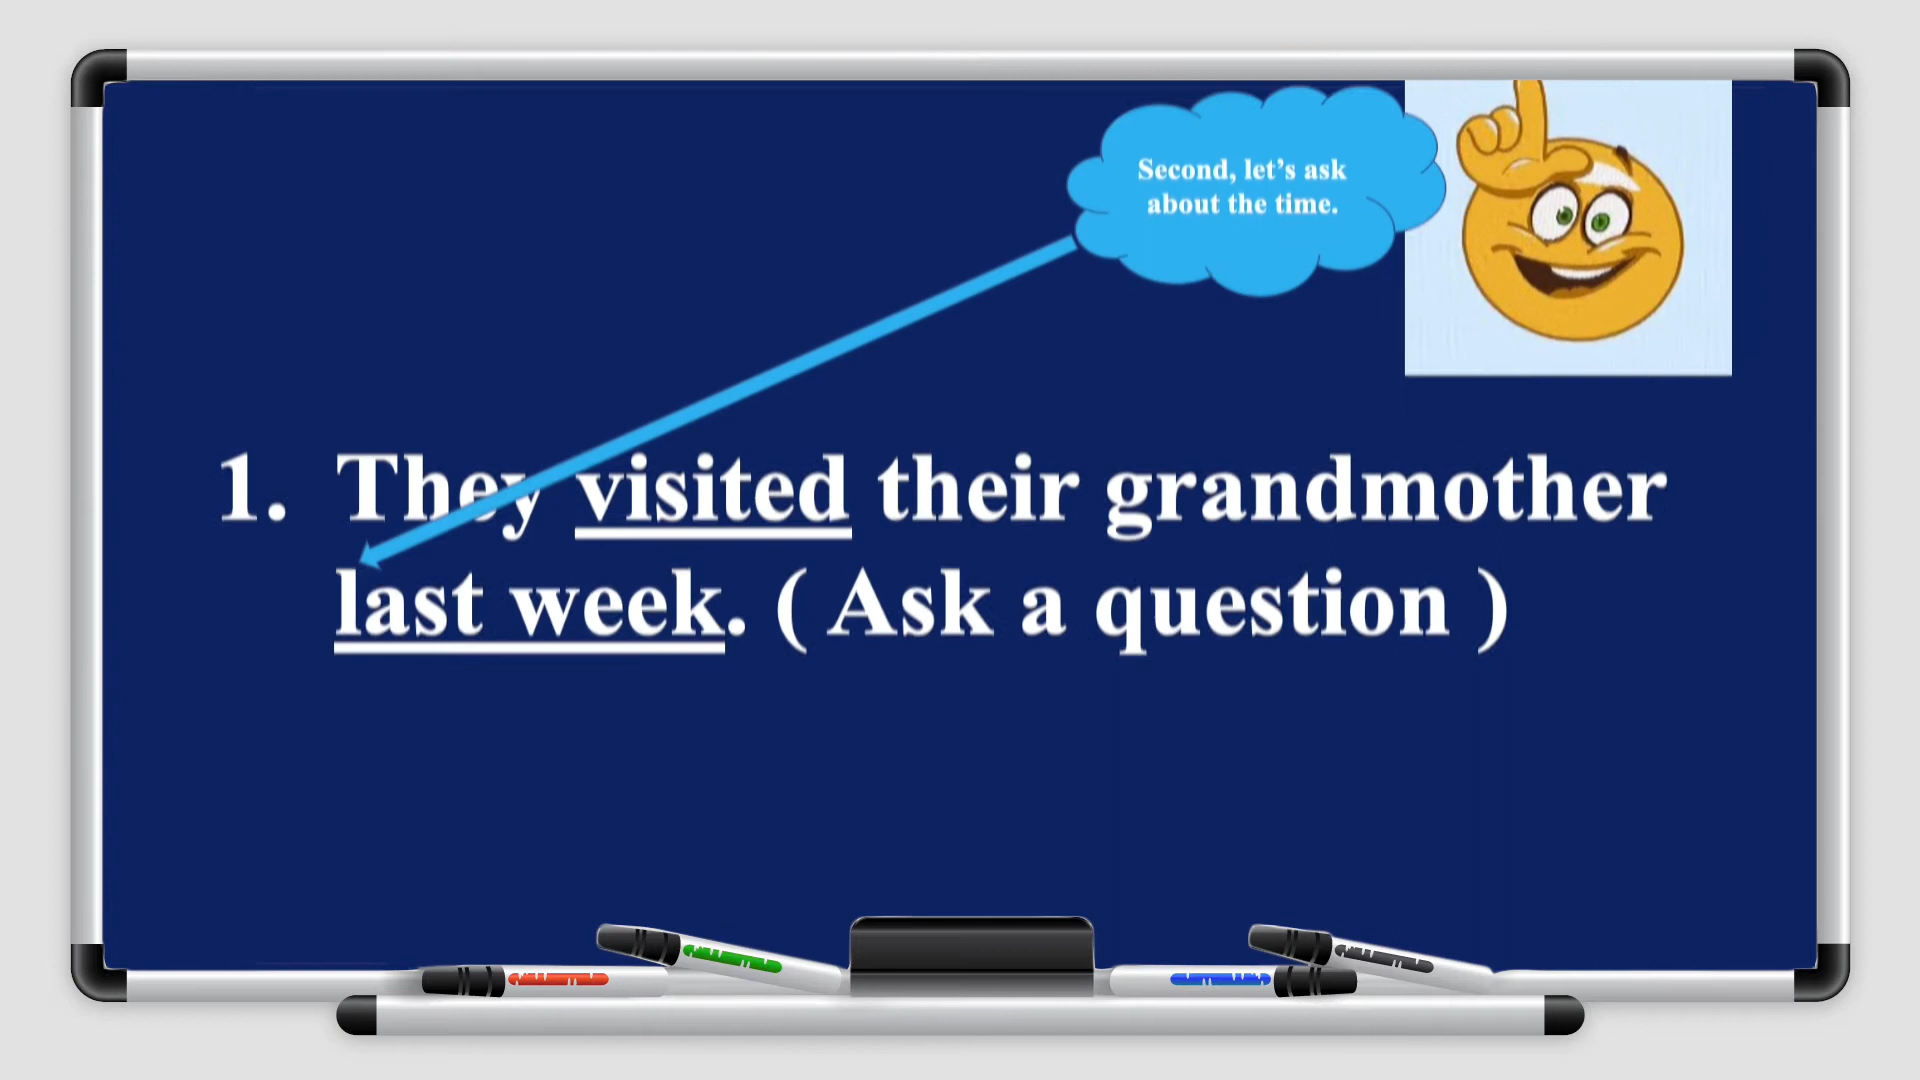 Second, let’s ask
about the time.
1. They visited their grandmother
last week. ( Ask a question )